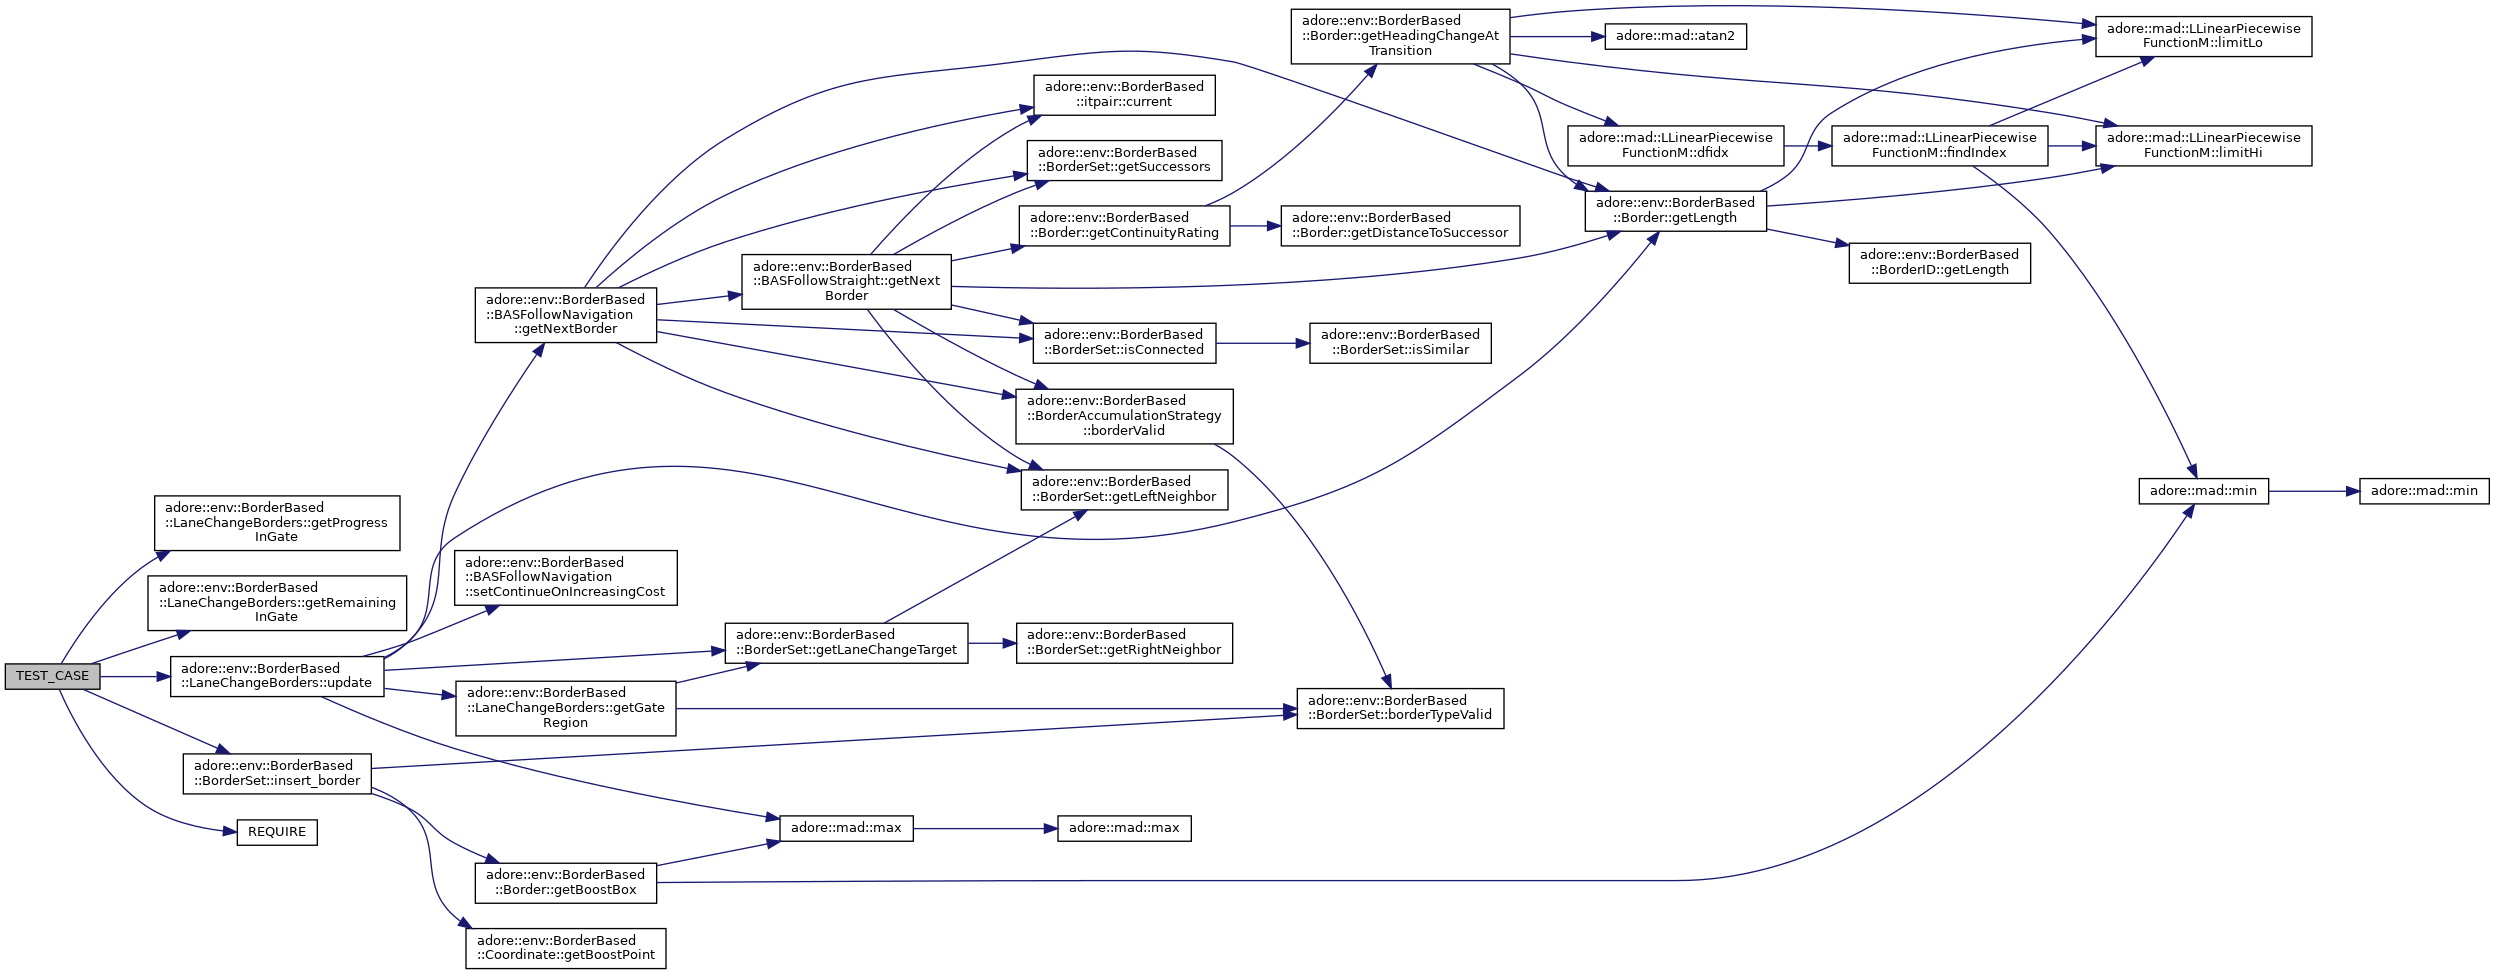 TEST_CASE
adore::env::BorderBased
::LaneChangeBorders::getProgress
InGate
adore::env::BorderBased
::LaneChangeBorders::getRemaining
InGate
adore::env::BorderBased
::LaneChangeBorders::update
adore::env::BorderBased
::BorderSet::insert_border
REQUIRE
adore::env::BorderBased
::BASFollowNavigation
::getNextBorder
adore::env::BorderBased
::BASFollowNavigation
::setContinueOnIncreasingCost
adore::env::BorderBased
::LaneChangeBorders::getGate
Region
adore::env::BorderBased
::Border::getBoostBox
adore::env::BorderBased
::Coordinate::getBoostPoint
adore::env::BorderBased
::BASFollowStraight::getNext
Border
adore::env::BorderBased
::BorderSet::getLaneChangeTarget
adore::mad::max
adore::env::BorderBased
::itpair::current
adore::env::BorderBased
::BorderSet::getSuccessors
adore::env::BorderBased
::Border::getContinuityRating
adore::env::BorderBased
::BorderSet::isConnected
adore::env::BorderBased
::BorderAccumulationStrategy
::borderValid
adore::env::BorderBased
::BorderSet::getLeftNeighbor
adore::env::BorderBased
::BorderSet::getRightNeighbor
adore::mad::max
adore::env::BorderBased
::Border::getHeadingChangeAt
Transition
adore::env::BorderBased
::Border::getDistanceToSuccessor
adore::env::BorderBased
::BorderSet::isSimilar
adore::env::BorderBased
::BorderSet::borderTypeValid
adore::mad::atan2
adore::mad::LLinearPiecewise
FunctionM::dfidx
adore::env::BorderBased
::Border::getLength
adore::mad::LLinearPiecewise
FunctionM::findIndex
adore::env::BorderBased
::BorderID::getLength
adore::mad::LLinearPiecewise
FunctionM::limitLo
adore::mad::LLinearPiecewise
FunctionM::limitHi
adore::mad::min
adore::mad::min